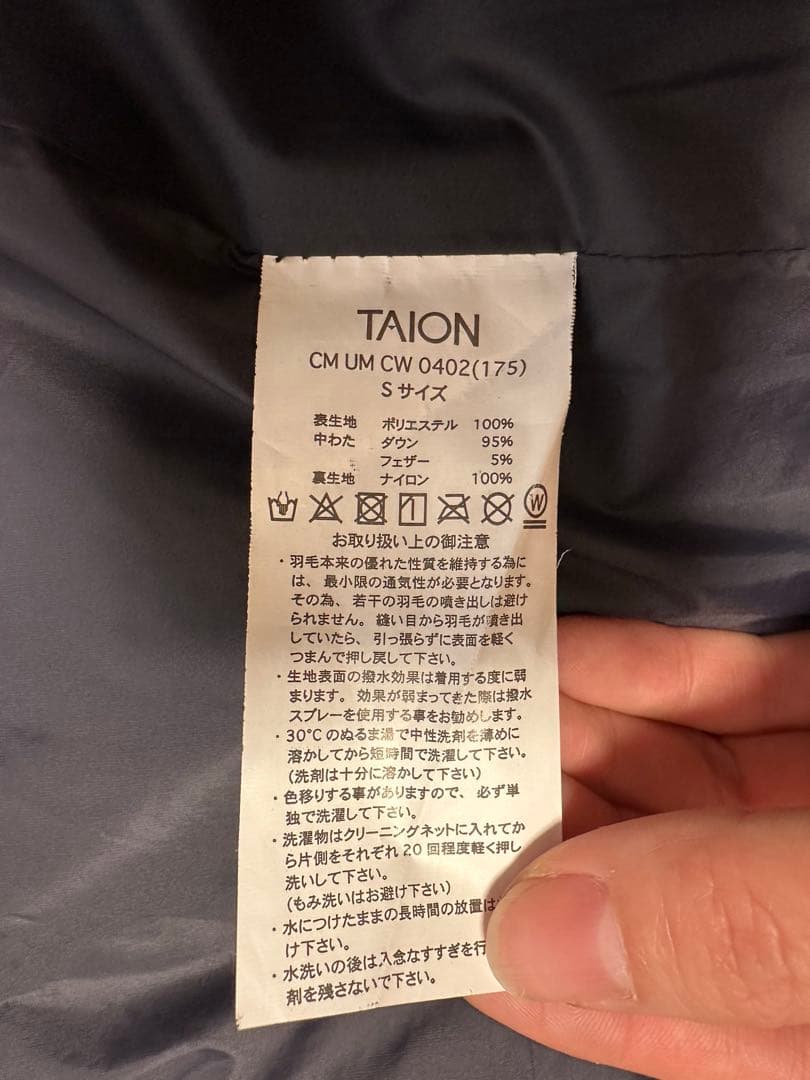 TAION
CM UM CW 0402(175)
S サイズ
表生地 ポリエステル 100%
中わた ダウン 95%
フェザー 5%
裏生地 ナイロン 100%
W
お取り扱い上の御注意
・羽毛本来の優れた性質を維持する為に
は、最小限の通気性が必要となります。
その為、若干の羽毛の噴き出しは避け
られません。縫い目から羽毛が噴き出
していたら、引っ張らずに表面を軽く
つまんで押し戻して下さい。
・生地表面の撥水効果は着用する度に弱
まります。効果が弱まってきた際は撥水
スプレーを使用する事をお勧めします。
・30°Cのぬるま湯で中性洗剤を薄めに
溶かしてから短時間で洗濯して下さい。
(洗剤は十分に溶かして下さい)
・色移りする事がありますので、必ず単
独で洗濯して下さい。
・洗濯物はクリーニングネットに入れてか
ら片側をそれぞれ20回程度軽く押し
洗いして下さい。
(もみ洗いはお避け下さい)
・水につけたままの長時間の放置は
け下さい。
・水洗いの後は入念なすすぎを行
剤を残さないで下さい。